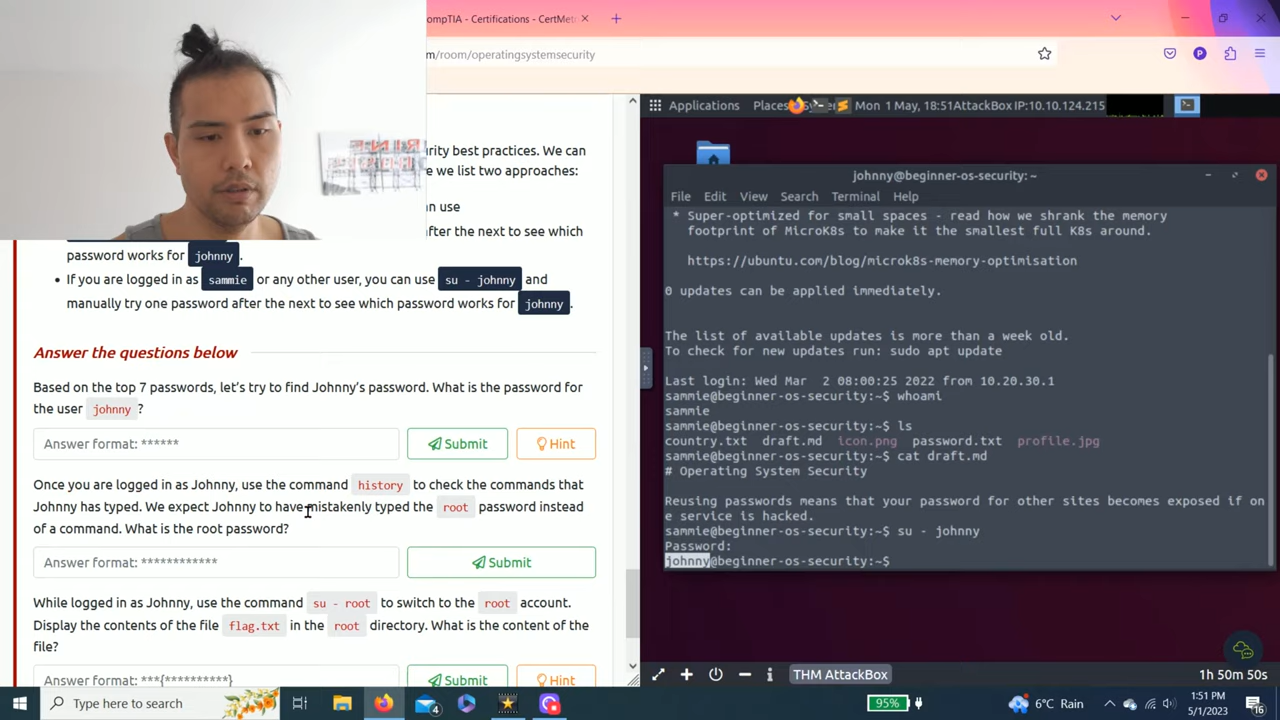 ompTIA - Certifications - CertMet
m/room/operatingsystemsecurity
urity best practices. We can
e we list two approaches:
n use
after the next to see which
password works for johnny .
If you are logged in as sammie or any other user, you can use su - johnny and
manually try one password after the next to see which password works for johnny .
Answer the questions below
Based on the top 7 passwords, let's try to find Johnny's password. What is the password for
the user johnny ?
Answer format: ******
Submit
Hint
Once you are logged in as Johnny, use the command history to check the commands that
Johnny has typed. We expect Johnny to have mistakenly typed the root password instead
of a command. What is the root password?
Answer format: ************
Submit
While logged in as Johnny, use the command su - root to switch to the root account.
Display the contents of the file flag.txt in the root directory. What is the content of the
file?
Answer format: ***{**********}
Submit
Hint
Applications
Places
Mon 1 May, 18:51
AttackBox IP:10.10.124.215
johnny@beginner-os-security: ~
File Edit View Search Terminal Help
* Super-optimized for small spaces - read how we shrank the memory
footprint of MicroK8s to make it the smallest full K8s around.
https://ubuntu.com/blog/microk8s-memory-optimisation
0 updates can be applied immediately.
The list of available updates is more than a week old.
To check for new updates run: sudo apt update
Last login: Wed Mar  2 08:00:25 2022 from 10.20.30.1
sammie@beginner-os-security:~$ whoami
sammie
sammie@beginner-os-security:~$ ls
country.txt  draft.md  icon.png  password.txt  profile.jpg
sammie@beginner-os-security:~$ cat draft.md
# Operating System Security
Reusing passwords means that your password for other sites becomes exposed if on
e service is hacked.
sammie@beginner-os-security:~$ su - johnny
Password:
johnny@beginner-os-security:~$
THM AttackBox
1h 50m 50s
Type here to search
4
95%
6°C Rain
1:51 PM
5/1/2023
16